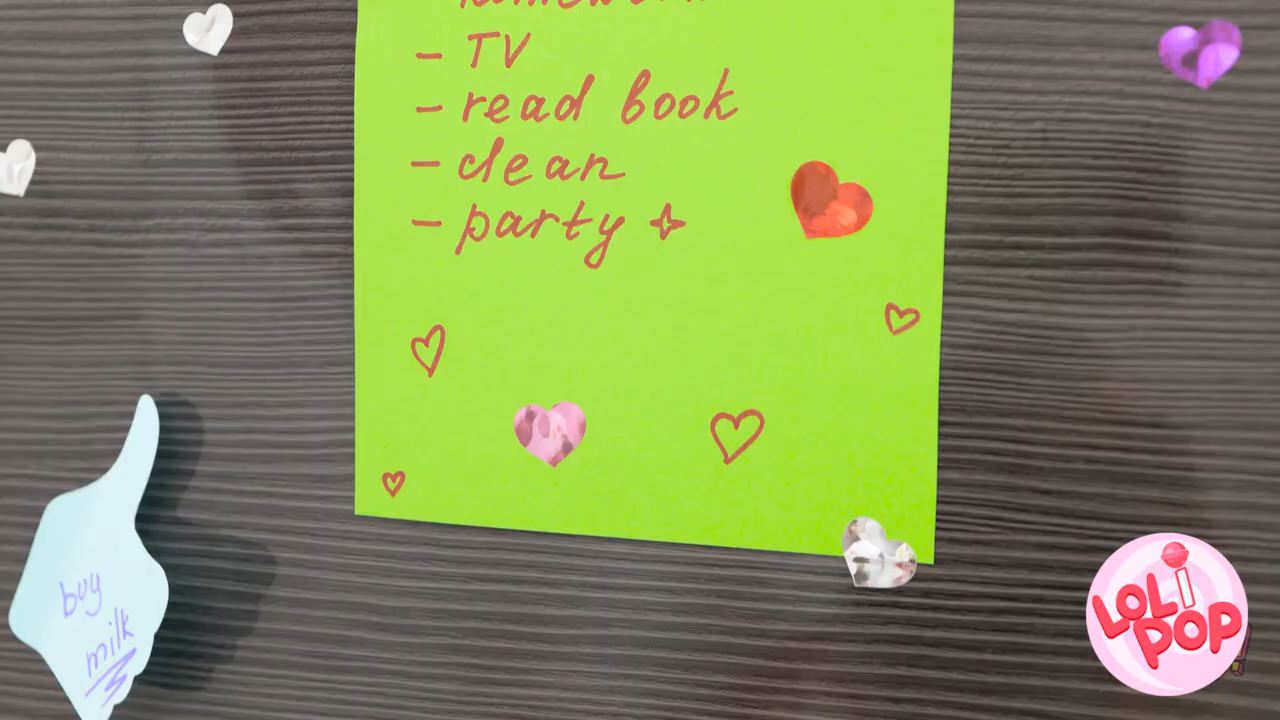 - TV
- read book
- clean
- party
buy
milk
LOLIPOP